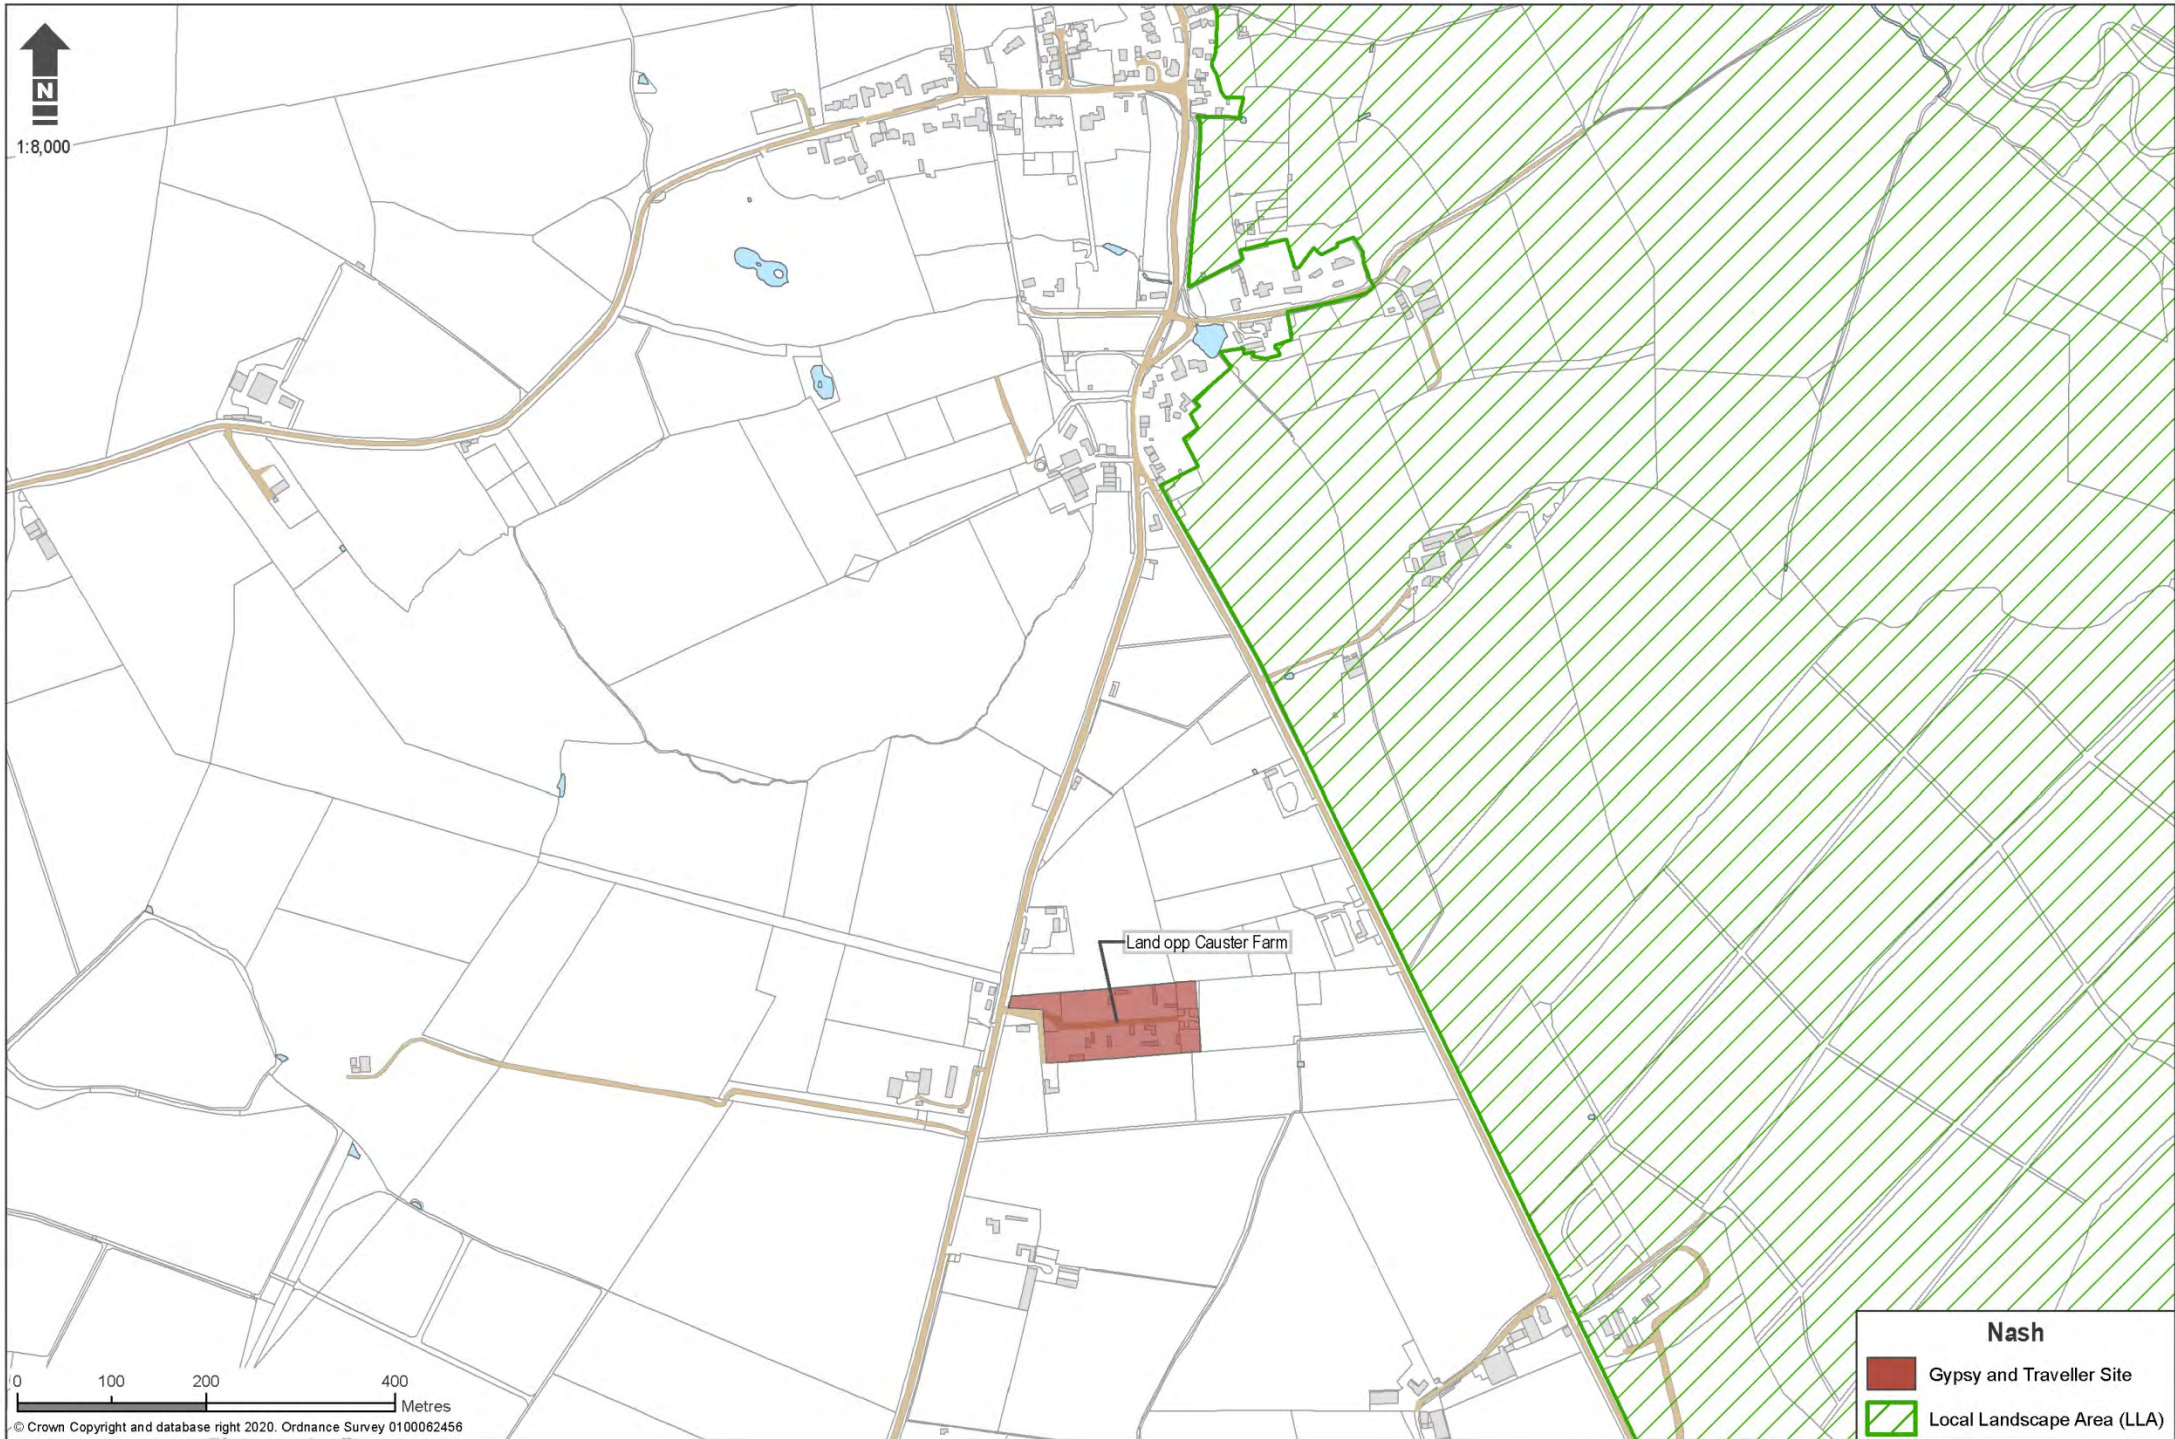 N
1:8,000
Land opp Causter Farm
Nash
Gypsy and Traveller Site
Local Landscape Area (LLA)
0 100 200 400
Metres
© Crown Copyright and database right 2020. Ordnance Survey 0100062456